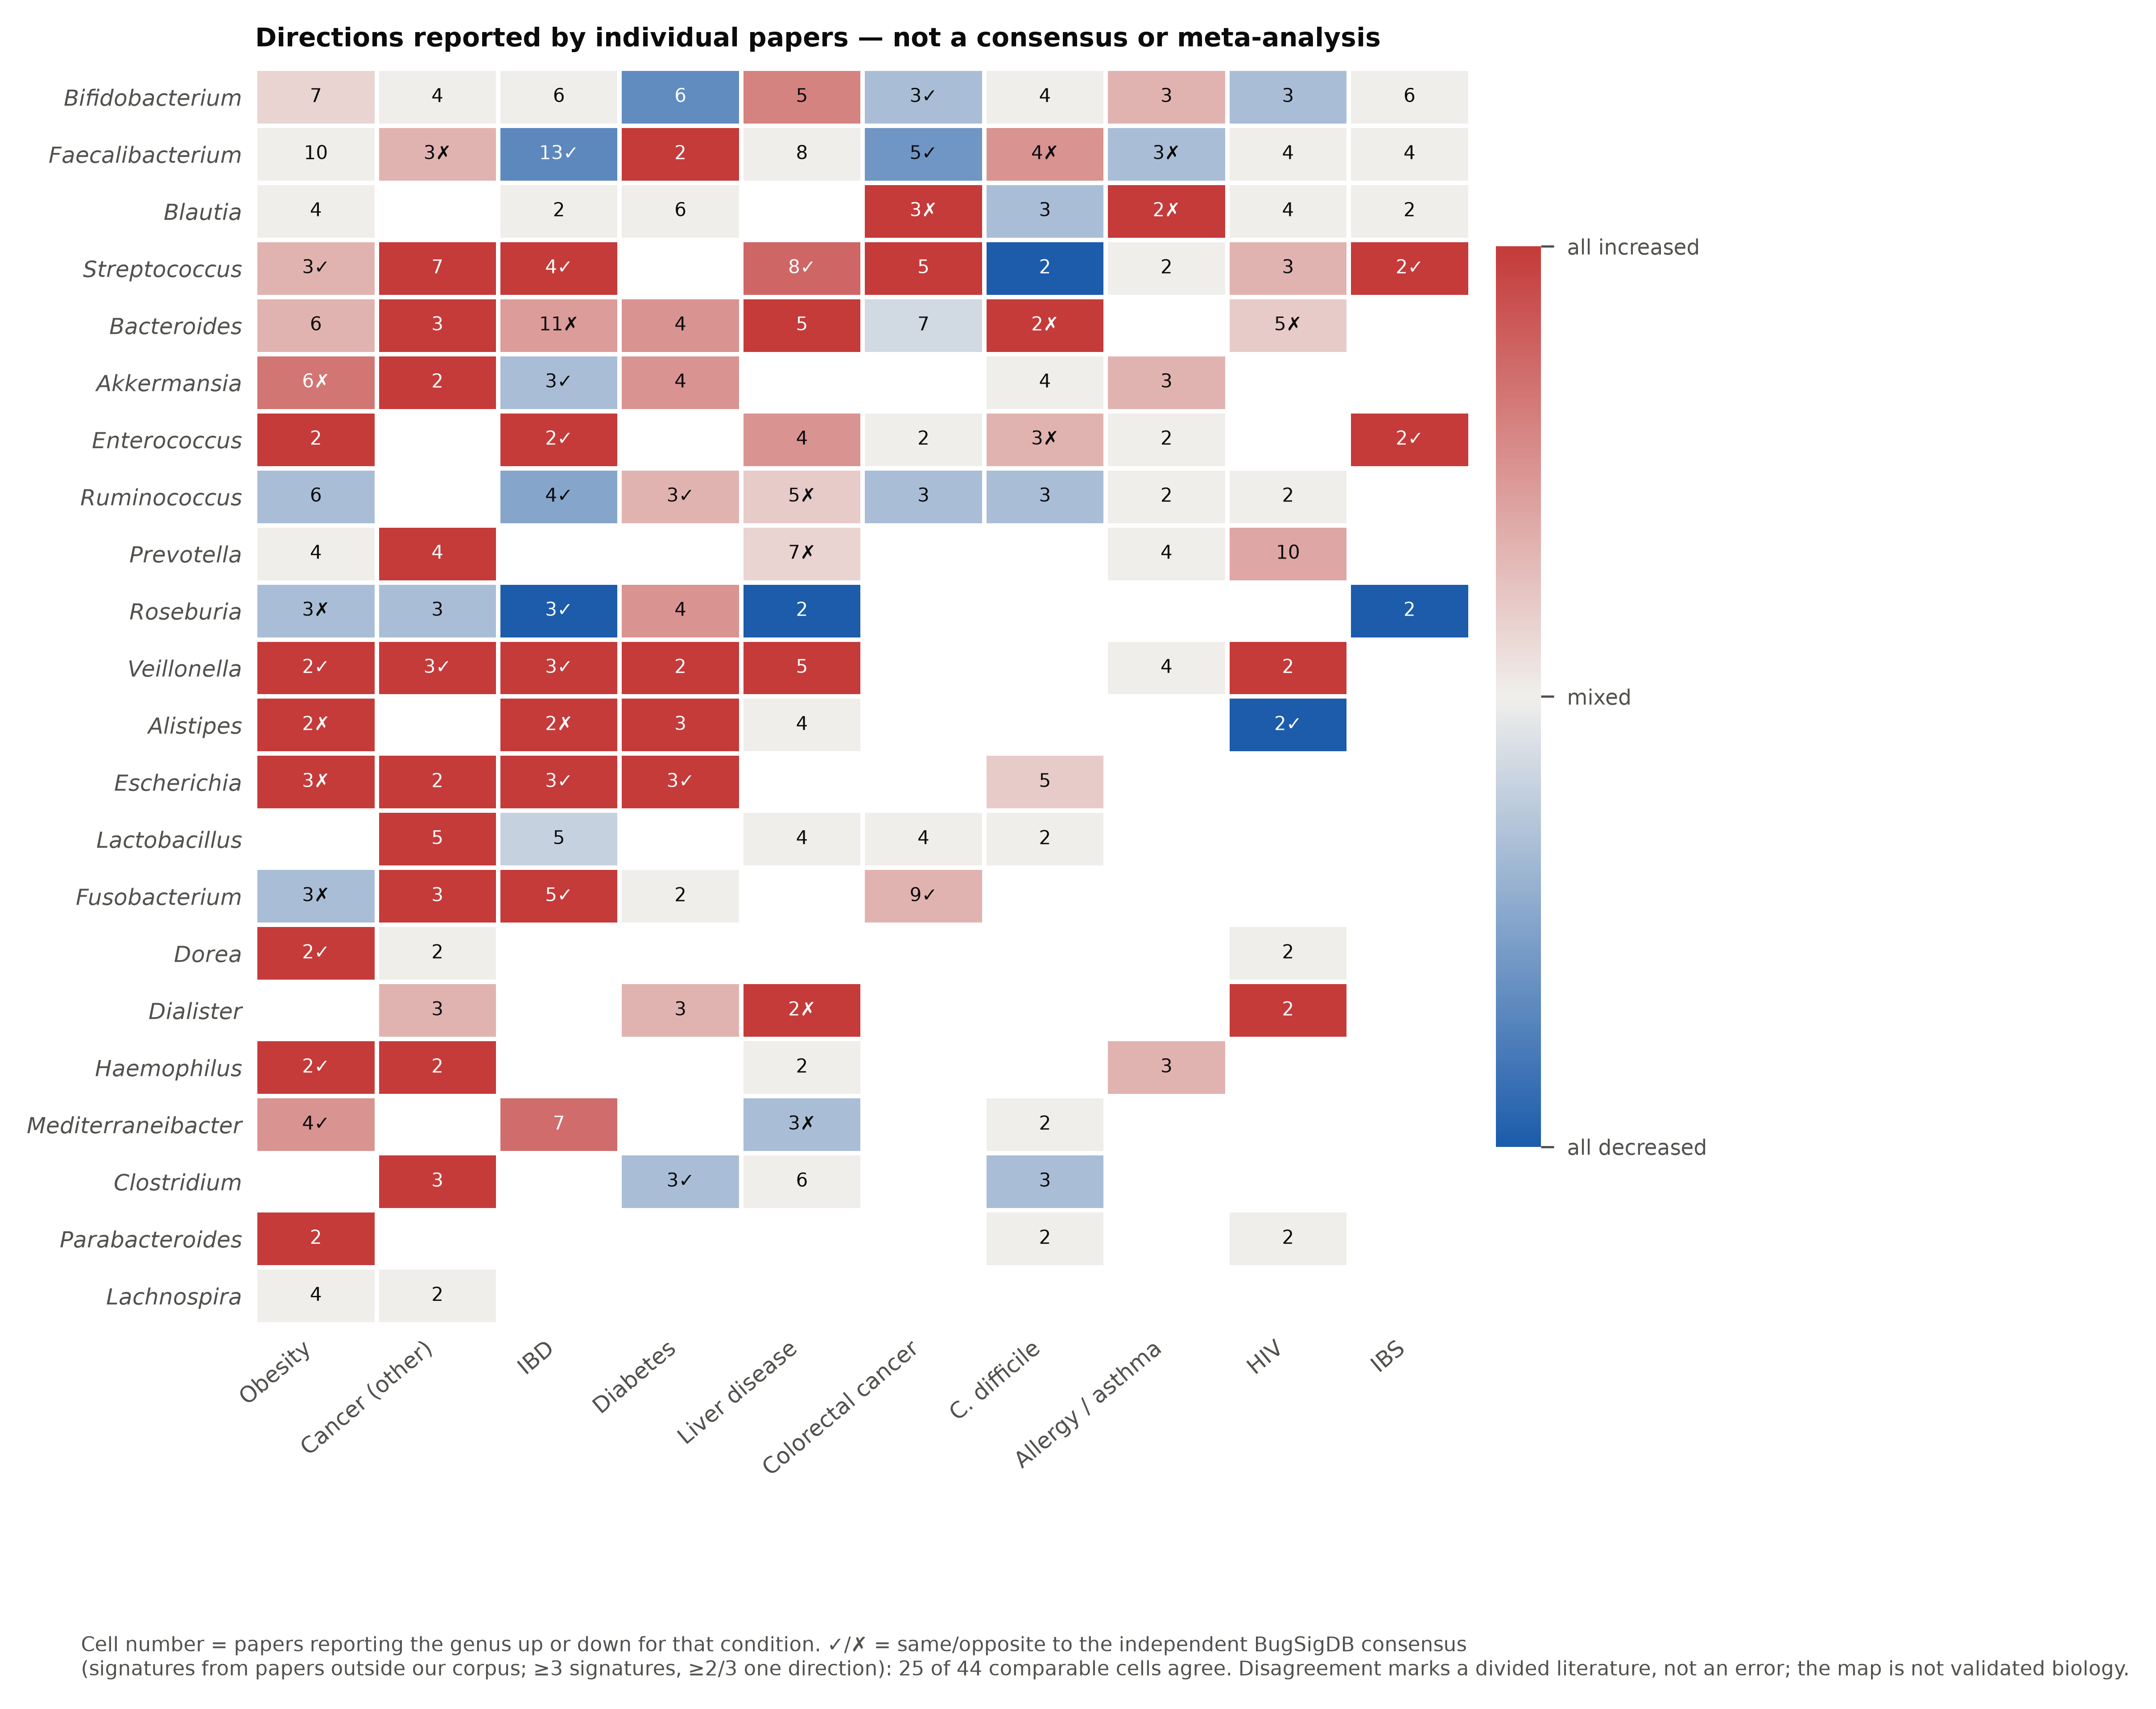 Directions reported by individual papers — not a consensus or meta-analysis
Bifidobacterium 7 4 6 6 5 3✓ 4 3 3 6
Faecalibacterium 10 3✗ 13✓ 2 8 5✓ 4✗ 3✗ 4 4
Blautia 4 2 6 3✗ 3 2✗ 4 2
Streptococcus 3✓ 7 4✓ 8✓ 5 2 2 3 2✓
Bacteroides 6 3 11✗ 4 5 7 2✗ 5✗
Akkermansia 6✗ 2 3✓ 4 4 3
Enterococcus 2 2✓ 4 2 3✗ 2 2✓
Ruminococcus 6 4✓ 3✓ 5✗ 3 3 2 2
Prevotella 4 4 7✗ 4 10
Roseburia 3✗ 3 3✓ 4 2 2
Veillonella 2✓ 3✓ 3✓ 2 5 4 2
Alistipes 2✗ 2✗ 3 4 2✓
Escherichia 3✗ 2 3✓ 3✓ 5
Lactobacillus 5 5 4 4 2
Fusobacterium 3✗ 3 5✓ 2 9✓
Dorea 2✓ 2 2
Dialister 3 3 2✗ 2
Haemophilus 2✓ 2 2 3
Mediterraneibacter 4✓ 7 3✗ 2
Clostridium 3 3✓ 6 3
Parabacteroides 2 2 2
Lachnospira 4 2
Obesity Cancer (other) IBD Diabetes Liver disease Colorectal cancer C. difficile Allergy / asthma HIV IBS
all increased
mixed
all decreased
Cell number = papers reporting the genus up or down for that condition. ✓/✗ = same/opposite to the independent BugSigDB consensus
(signatures from papers outside our corpus; ≥3 signatures, ≥2/3 one direction): 25 of 44 comparable cells agree. Disagreement marks a divided literature, not an error; the map is not validated biology.